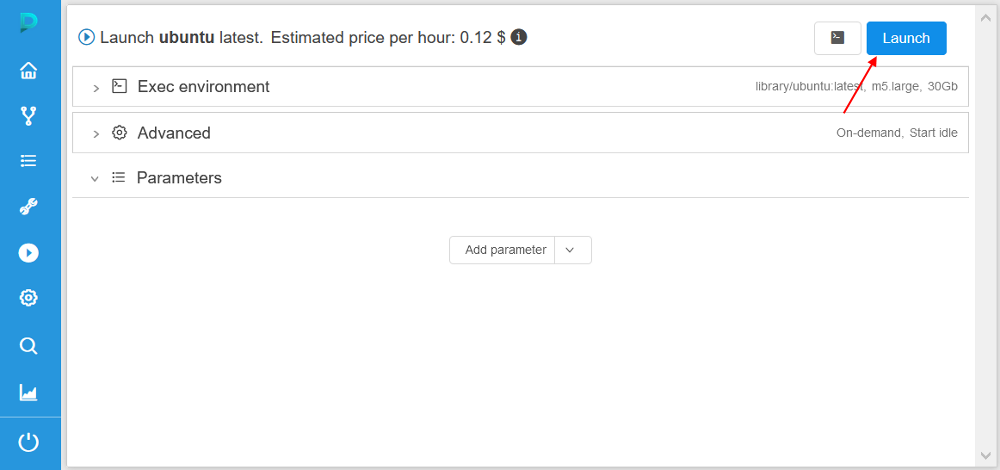 Launch ubuntu latest. Estimated price per hour: 0.12 $
Launch
Exec environment
library/ubuntu:latest, m5.large, 30Gb
Advanced
On-demand, Start idle
Parameters
Add parameter